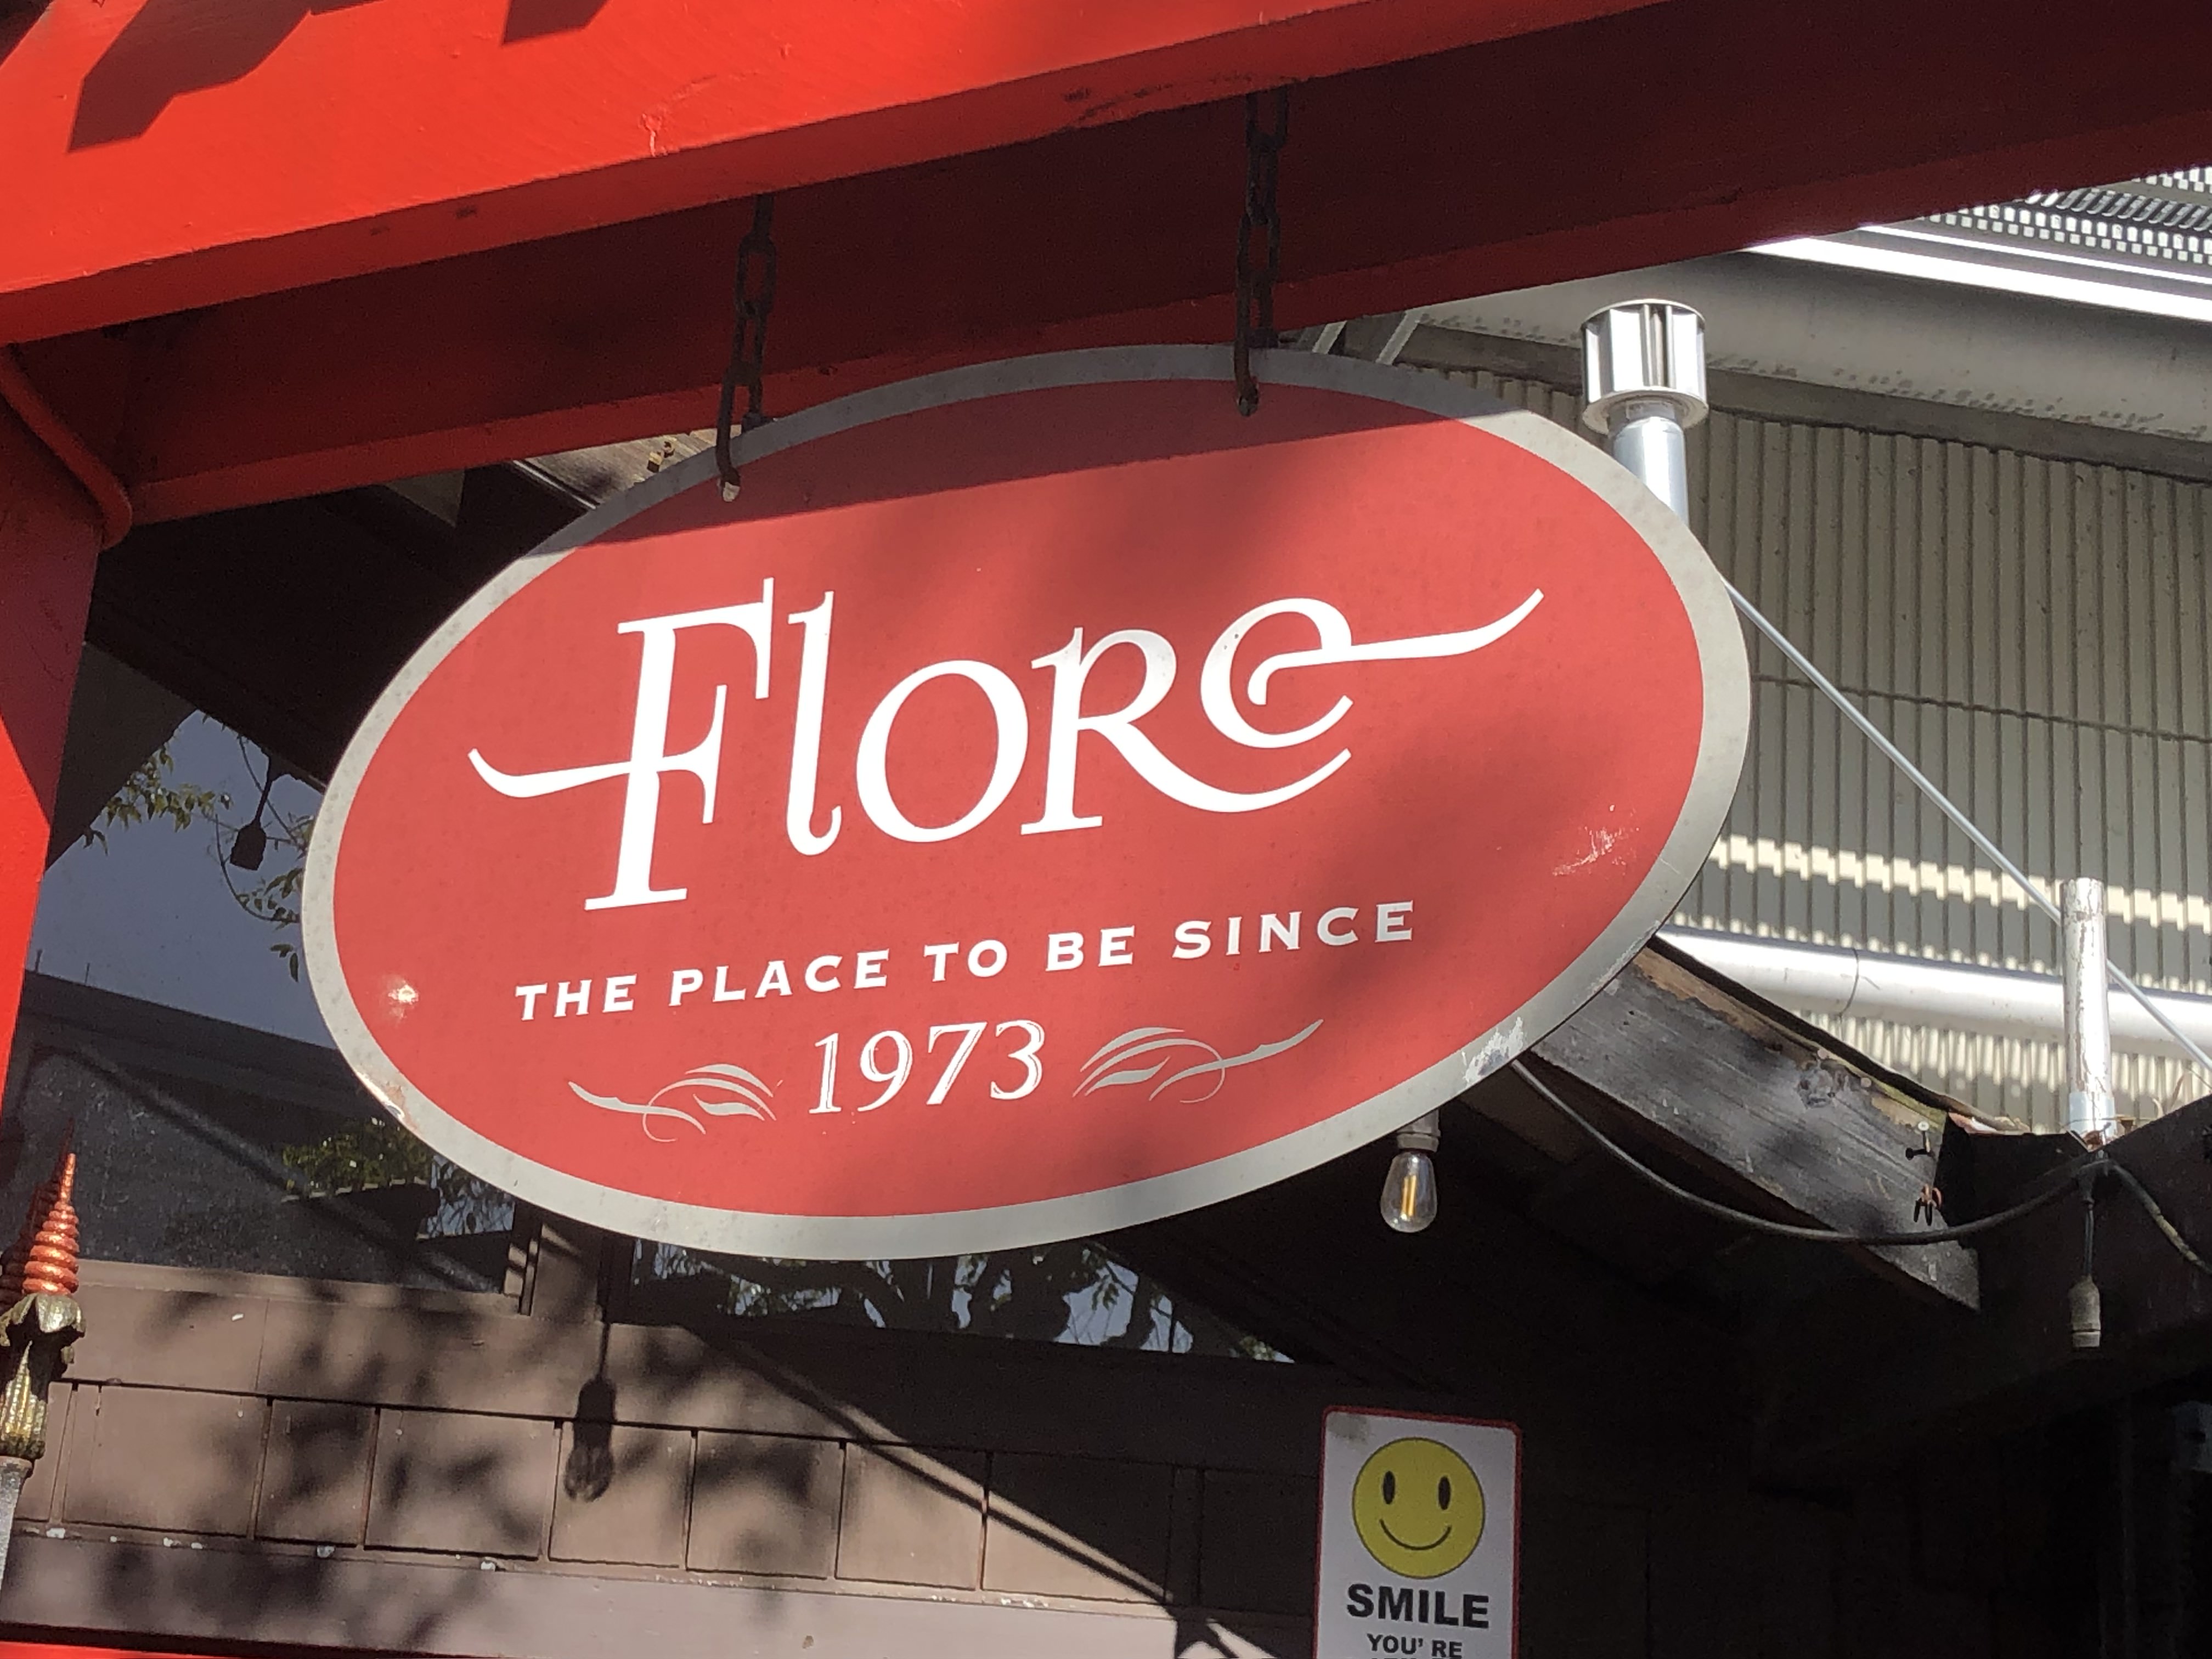 Flore
THE PLACE TO BE SINCE
1973
SMILE
YOU' RE